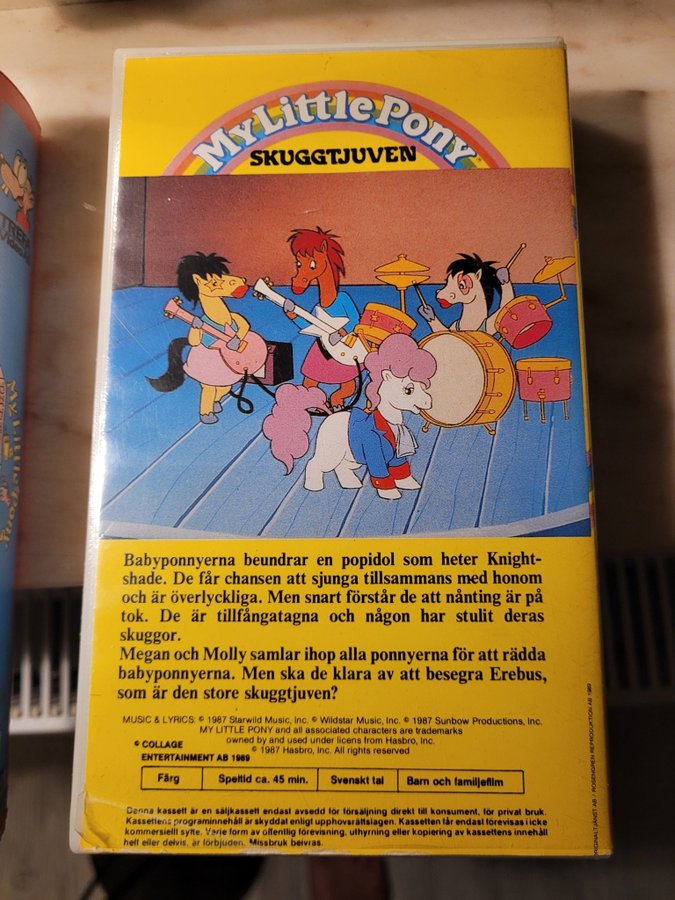 My Little Pony
SKUGGTJUVEN
Babyponnyerna beundrar en popidol som heter Knight-
shade. De får chansen att sjunga tillsammans med honom
och är överlyckliga. Men snart förstår de att nånting är på
tok. De är tillfångatagna och någon har stulit deras
skuggor.
Megan och Molly samlar ihop alla ponnyerna för att rädda
babyponnyerna. Men ska de klara av att besegra Erebus,
som är den store skuggtjuven?
MUSIC & LYRICS: © 1987 Starwild Music, Inc. © Wildstar Music, Inc. © 1987 Sunbow Productions, Inc.
MY LITTLE PONY and all associated characters are trademarks
owned by and used under licens from Hasbro, Inc.
© 1987 Hasbro, Inc. All rights reserved
© COLLAGE
ENTERTAINMENT AB 1989
Färg Speltid ca. 45 min. Svenskt tal Barn och familjefilm
Denna kassett är en säljkassett endast avsedd för försäljning direkt till konsument, för privat bruk.
Kassettens programinnehåll är skyddat enligt upphovsrättslagen. Kassetten får endast förevisas i icke
kommersiellt syfte. Varje form av offentlig förevisning, uthyrning eller kopiering av kassettens innehåll
helt eller delvis, är förbjuden. Missbruk beivras.
ORIGINALTJÄNST AB / ROSENGREN REPRODUKTION AB 1989